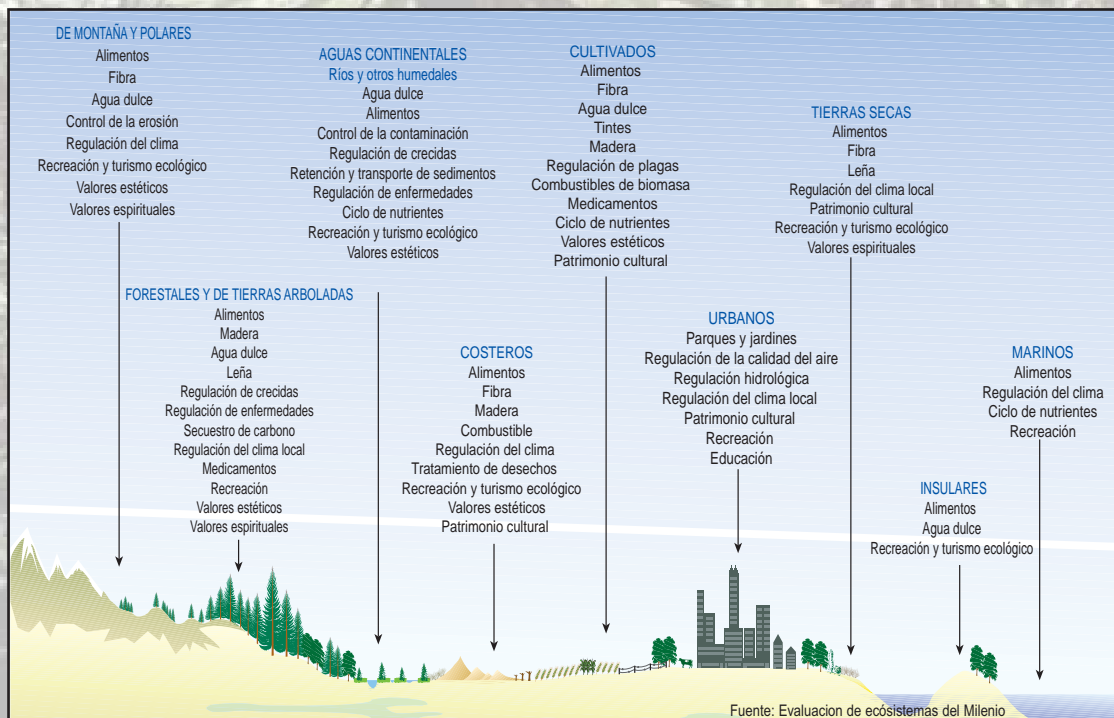 DE MONTAÑA Y POLARES
Alimentos
Fibra
Agua dulce
Control de la erosión
Regulación del clima
Recreación y turismo ecológico
Valores estéticos
Valores espirituales
FORESTALES Y DE TIERRAS ARBOLADAS
Alimentos
Madera
Agua dulce
Leña
Regulación de crecidas
Regulación de enfermedades
Secuestro de carbono
Regulación del clima local
Medicamentos
Recreación
Valores estéticos
Valores espirituales
AGUAS CONTINENTALES
Ríos y otros humedales
Agua dulce
Alimentos
Control de la contaminación
Regulación de crecidas
Retención y transporte de sedimentos
Regulación de enfermedades
Ciclo de nutrientes
Recreación y turismo ecológico
Valores estéticos
COSTEROS
Alimentos
Fibra
Madera
Combustible
Regulación del clima
Tratamiento de desechos
Recreación y turismo ecológico
Valores estéticos
Patrimonio cultural
CULTIVADOS
Alimentos
Fibra
Agua dulce
Tintes
Madera
Regulación de plagas
Combustibles de biomasa
Medicamentos
Ciclo de nutrientes
Valores estéticos
Patrimonio cultural
URBANOS
Parques y jardines
Regulación de la calidad del aire
Regulación hidrológica
Regulación del clima local
Patrimonio cultural
Recreación
Educación
TIERRAS SECAS
Alimentos
Fibra
Leña
Regulación del clima local
Patrimonio cultural
Recreación y turismo ecológico
Valores espirituales
INSULARES
Alimentos
Agua dulce
Recreación y turismo ecológico
MARINOS
Alimentos
Regulación del clima
Ciclo de nutrientes
Recreación
Fuente: Evaluacion de ecósistemas del Milenio